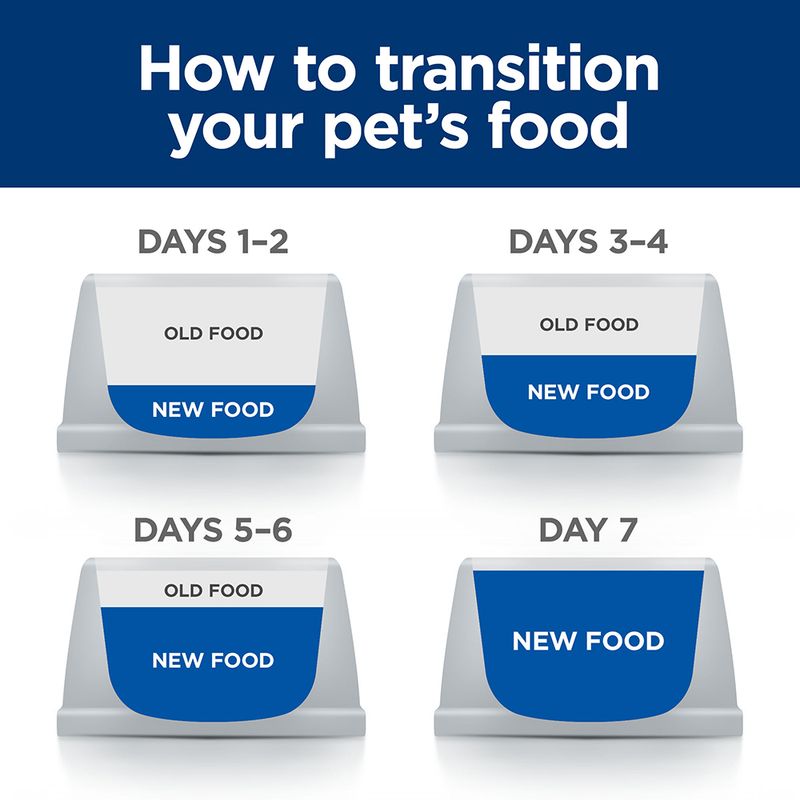 How to transition
your pet’s food
DAYS 1–2
OLD FOOD
NEW FOOD
DAYS 3–4
OLD FOOD
NEW FOOD
DAYS 5–6
OLD FOOD
NEW FOOD
DAY 7
NEW FOOD